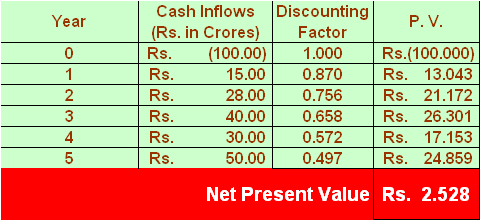 Year Cash Inflows (Rs. in Crores) Discounting Factor P. V.
0 Rs. (100.00) 1.000 Rs.(100.000)
1 Rs. 15.00 0.870 Rs. 13.043
2 Rs. 28.00 0.756 Rs. 21.172
3 Rs. 40.00 0.658 Rs. 26.301
4 Rs. 30.00 0.572 Rs. 17.153
5 Rs. 50.00 0.497 Rs. 24.859
Net Present Value Rs. 2.528